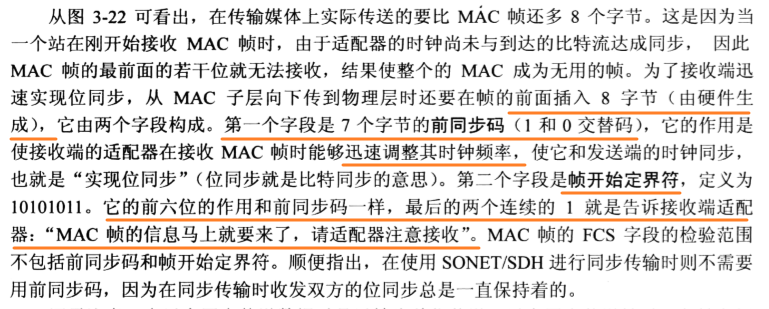 从图 3-22 可看出，在传输媒体上实际传送的要比 MAC 帧还多 8 个字节。这是因为当
一个站在刚开始接收 MAC 帧时，由于适配器的时钟尚未与到达的比特流达成同步， 因此
MAC 帧的最前面的若干位就无法接收，结果使整个的 MAC 成为无用的帧。为了接收端迅
速实现位同步，从 MAC 子层向下传到物理层时还要在帧的前面插入 8 字节（由硬件生
成），它由两个字段构成。第一个字段是 7 个字节的前同步码（1 和 0 交替码），它的作用是
使接收端的适配器在接收 MAC 帧时能够迅速调整其时钟频率，使它和发送端的时钟同步，
也就是“实现位同步”（位同步就是比特同步的意思）。第二个字段是帧开始定界符，定义为
10101011。它的前六位的作用和前同步码一样，最后的两个连续的 1 就是告诉接收端适配
器：“MAC 帧的信息马上就要来了，请适配器注意接收”。MAC 帧的 FCS 字段的检验范围
不包括前同步码和帧开始定界符。顺便指出，在使用 SONET/SDH 进行同步传输时则不需要
用前同步码，因为在同步传输时收发双方的位同步总是一直保持着的。